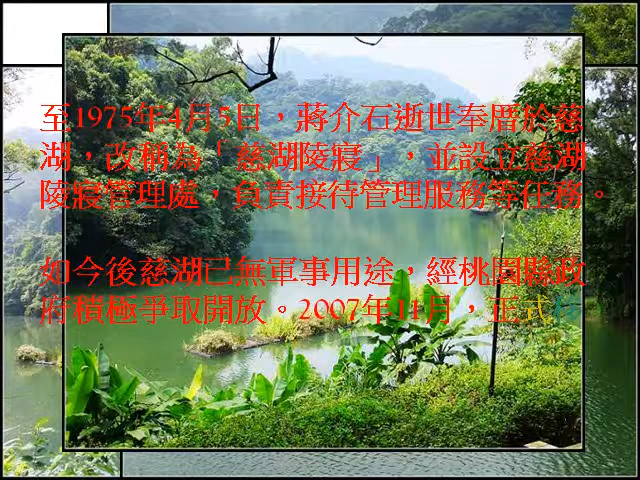 至1975年4月5日，蔣介石逝世奉厝於慈
湖，改稱為「慈湖陵寢」，並設立慈湖
陵寢管理處，負責接待管理服務等任務。
如今後慈湖已無軍事用途，經桃園縣政
府積極爭取開放。2007年11月，正式